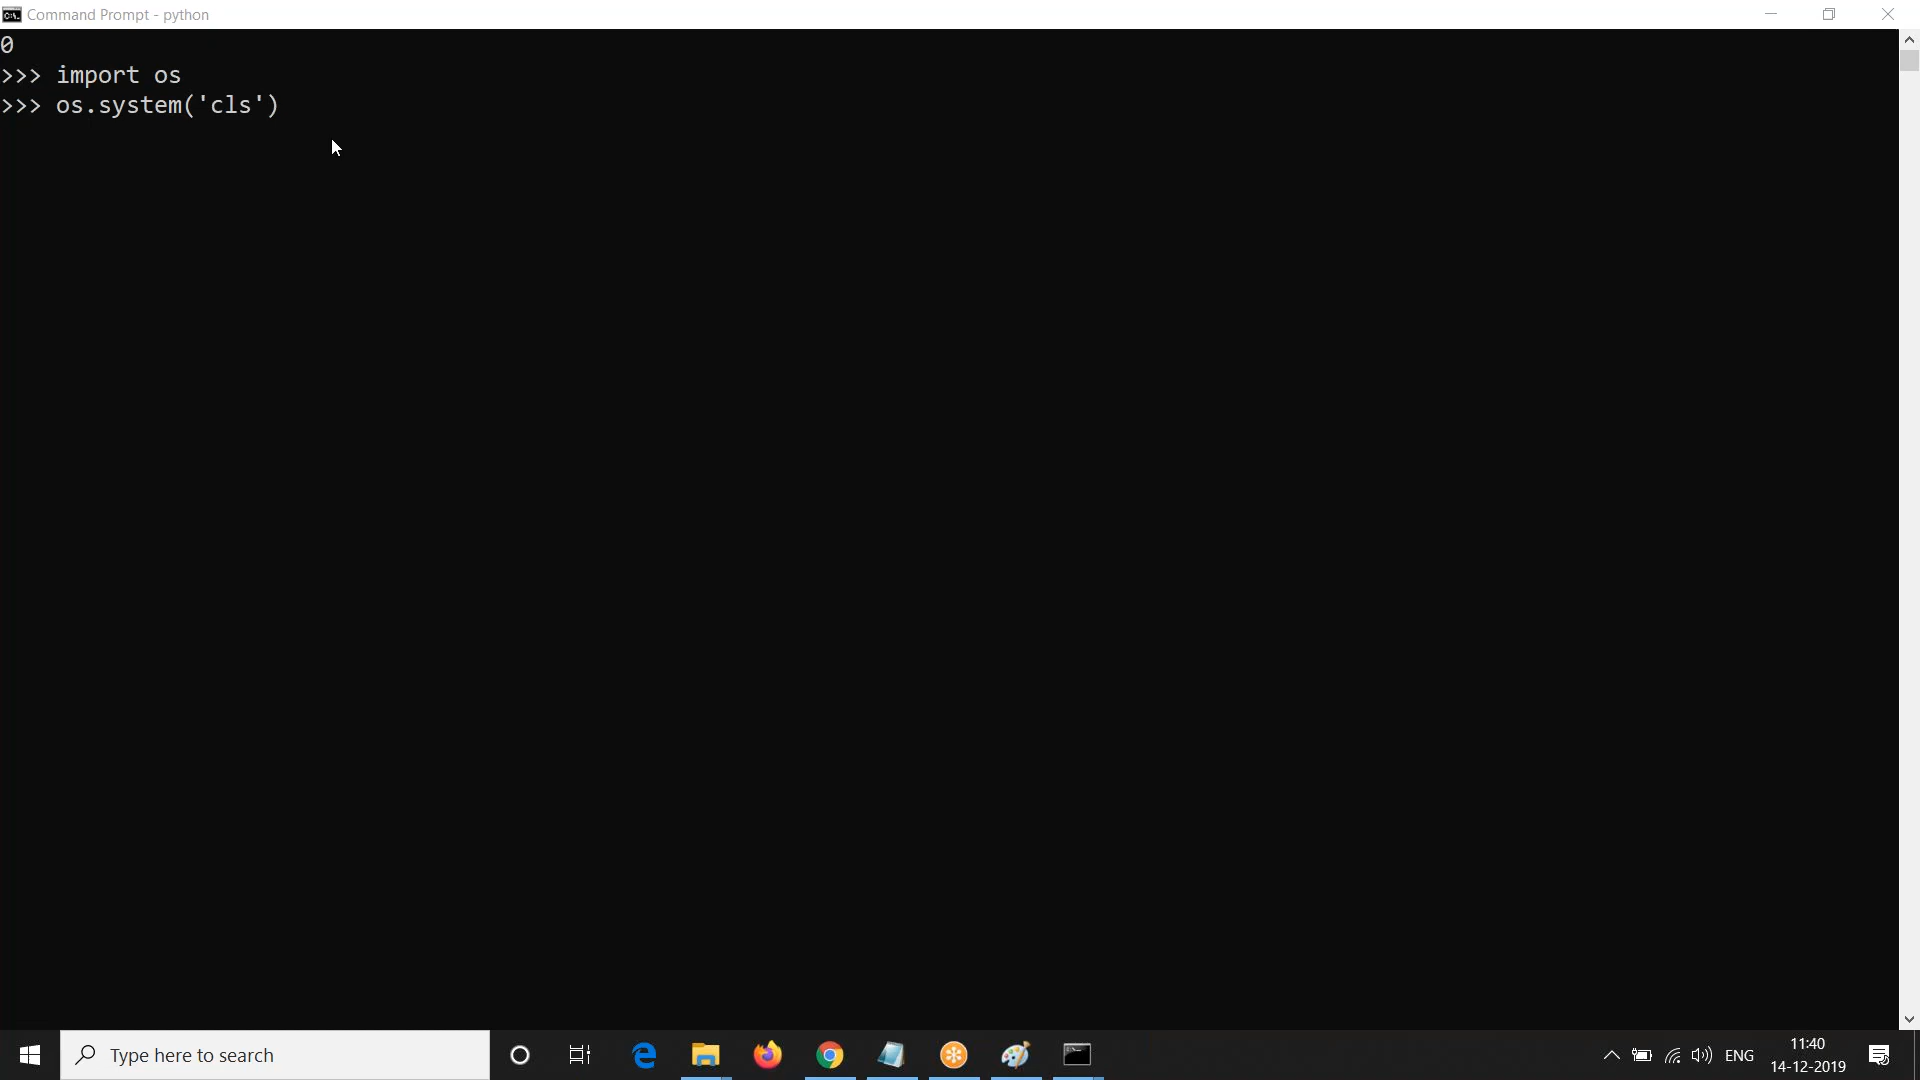 Command Prompt - python
0
>>> import os
>>> os.system('cls')
Type here to search
ENG
11:40
14-12-2019